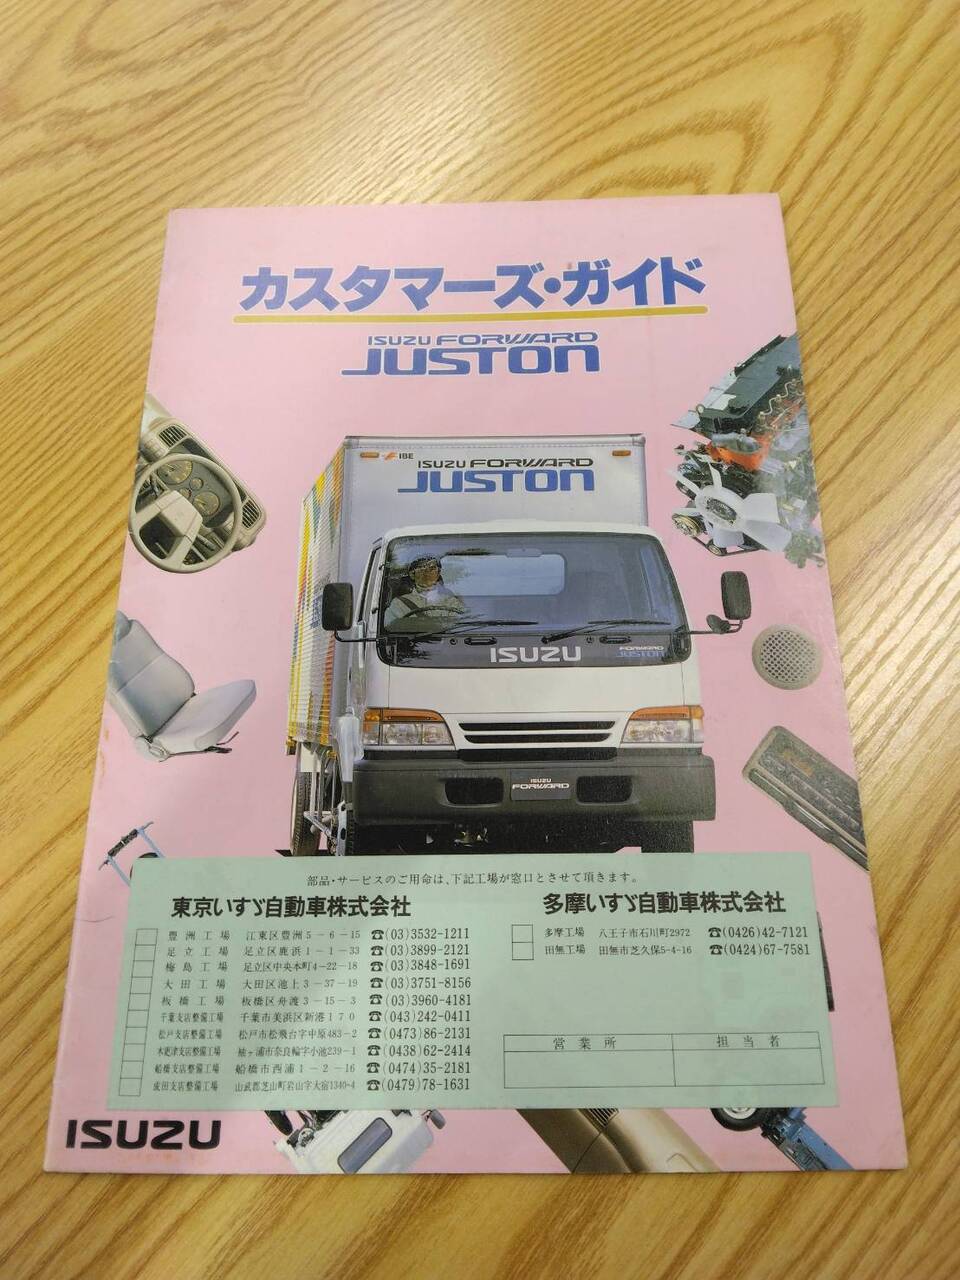 カスタマーズ・ガイド
ISUZU FORWARD
JUSTON
IBE
ISUZU FORWARD
JUSTON
ISUZU
FORWARD
JUSTON
ISUZU
FORWARD
部品・サービスのご用命は、下記工場が窓口とさせて頂きます。
東京いすゞ自動車株式会社
豊洲工場 江東区豊洲5-6-15 ☎(03)3532-1211
足立工場 足立区鹿浜1-1-33 ☎(03)3899-2121
梅島工場 足立区中央本町4-22-18 ☎(03)3848-1691
大田工場 大田区池上3-37-19 ☎(03)3751-8156
板橋工場 板橋区舟渡3-15-3 ☎(03)3960-4181
千葉支店整備工場 千葉市美浜区新港170 ☎(043)242-0411
松戸支店整備工場 松戸市松飛台字中原483-2 ☎(0473)86-2131
木更津支店整備工場 袖ヶ浦市奈良輪字小池239-1 ☎(0438)62-2414
船橋支店整備工場 船橋市西浦1-2-16 ☎(0474)35-2181
成田支店整備工場 山武郡芝山町岩山字大宿1340-4 ☎(0479)78-1631
多摩いすゞ自動車株式会社
多摩工場 八王子市石川町2972 ☎(0426)42-7121
田無工場 田無市芝久保5-4-16 ☎(0424)67-7581
営業所 担当者
ISUZU